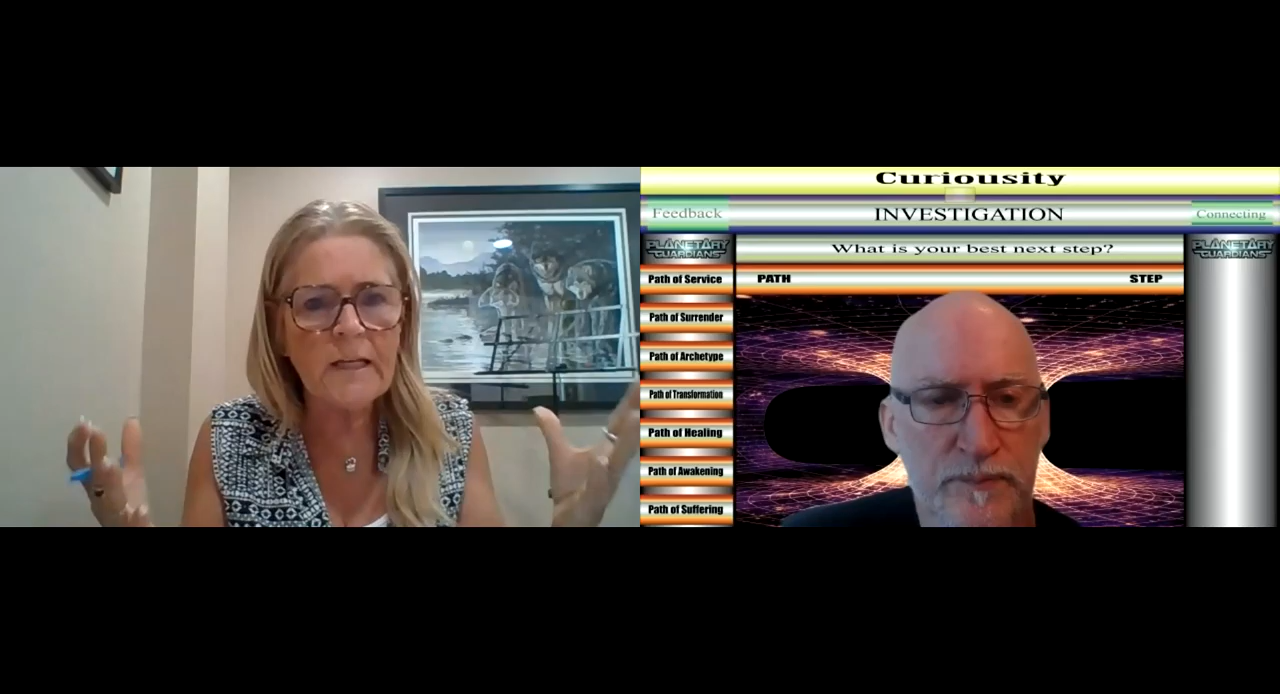 Curiousity
Feedback
INVESTIGATION
Connecting
PLANETARY
GUARDIANS
What is your best next step?
PLANETARY
GUARDIANS
Path of Service
PATH
STEP
Path of Surrender
Path of Archetype
Path of Transformation
Path of Healing
Path of Awakening
Path of Suffering